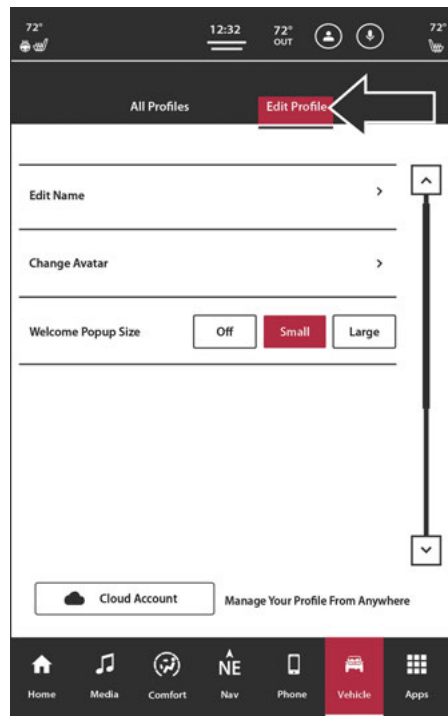 72° 12:32 72° 72°
OUT
All Profiles Edit Profile
Edit Name
Change Avatar
Welcome Popup Size Off Small Large
Cloud Account Manage Your Profile From Anywhere
NE
Home Media Comfort Nav Phone Vehicle Apps